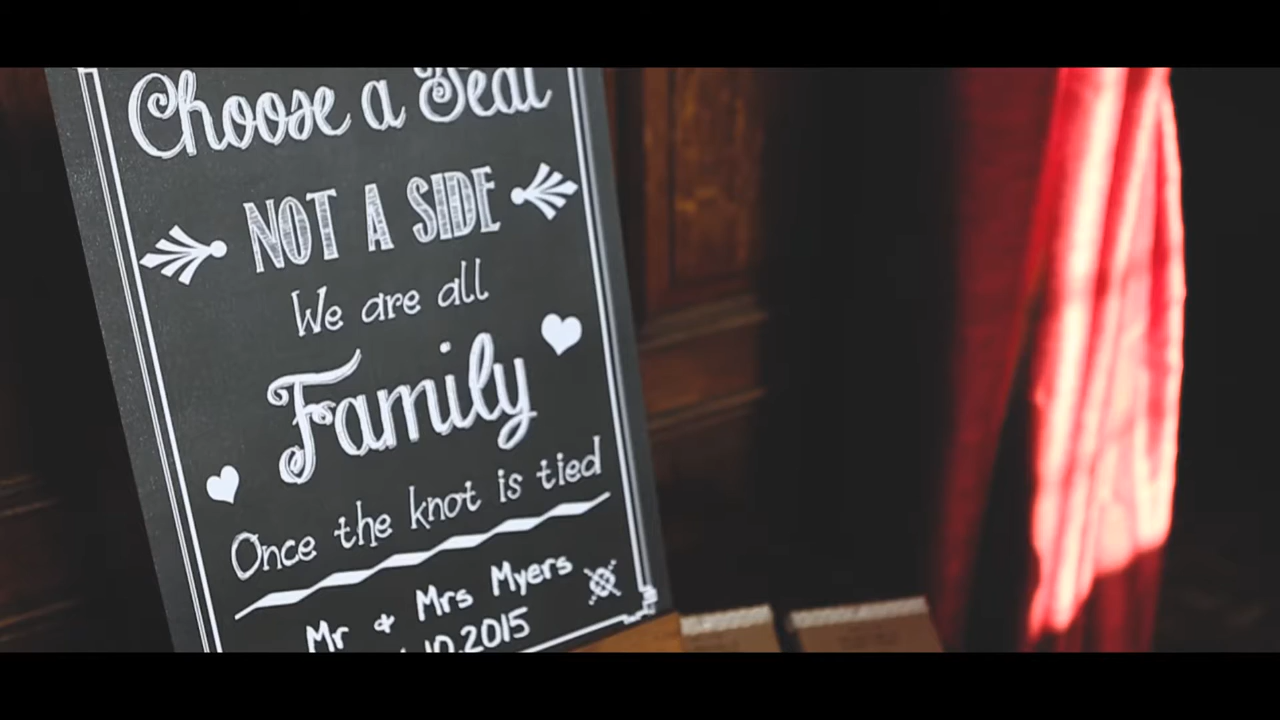 Choose a Seat
NOT A SIDE
We are all
Family
Once the knot is tied
Mr & Mrs Myers
.10.2015